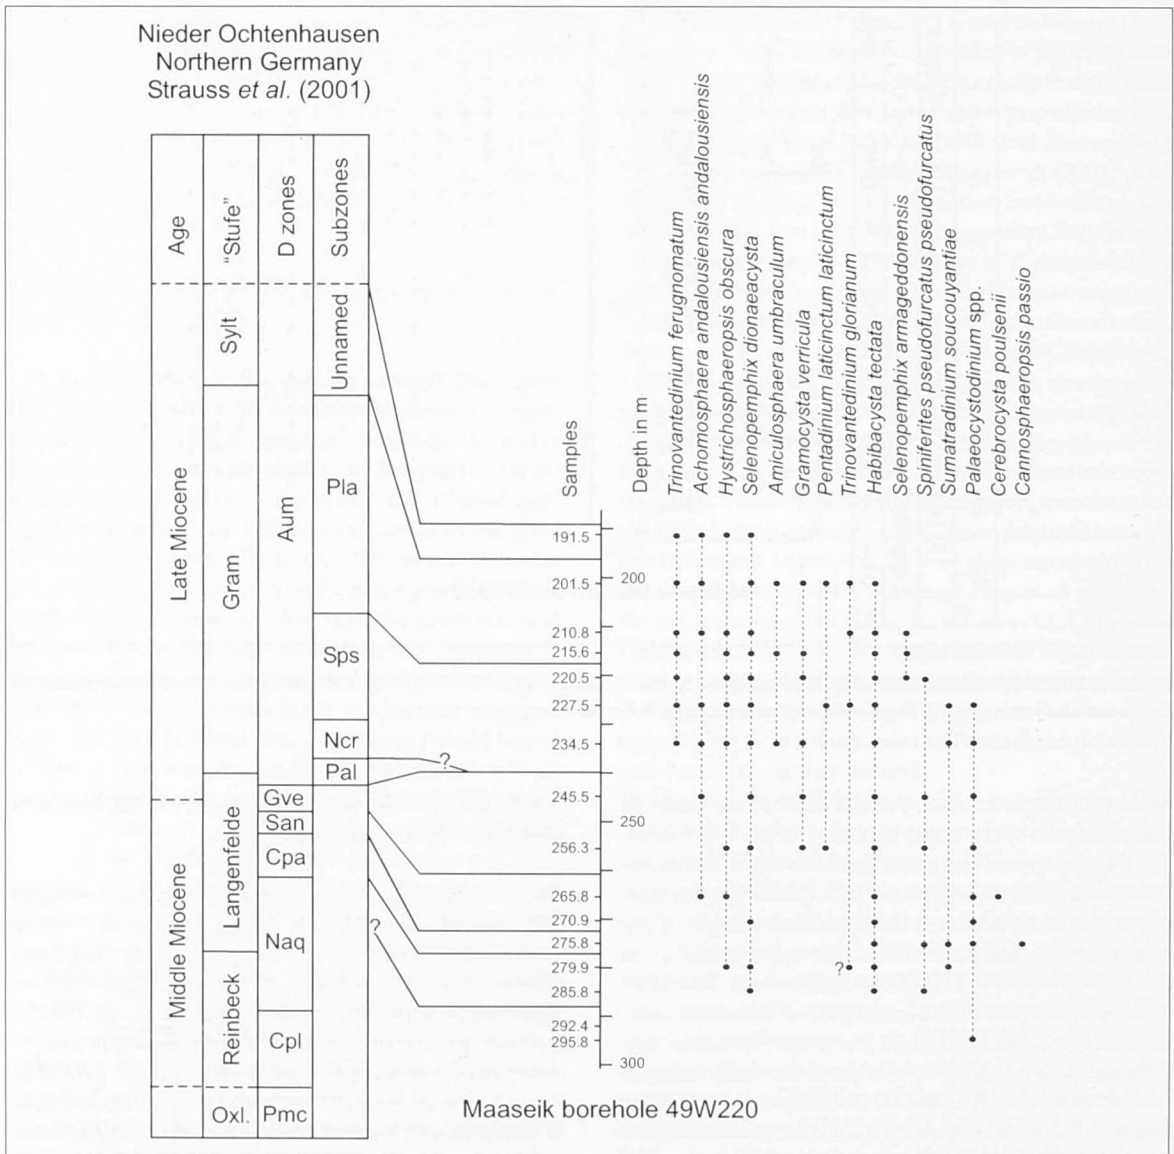 Nieder Ochtenhausen
Northern Germany
Strauss et al. (2001)
Age
"Stufe"
D zones
Subzones
Late Miocene
Middle Miocene
Sylt
Gram
Langenfelde
Reinbeck
Oxl.
Aum
Unnamed
Pla
Sps
Ncr
Pal
Gve
San
Cpa
Naq
Cpl
Pmc
?
?
Samples
Depth in m
Trinovantedinium ferugnomatum
Achomosphaera andalousiensis andalousiensis
Hystrichosphaeropsis obscura
Selenopemphix dionaeacysta
Amiculosphaera umbraculum
Gramocysta verricula
Pentadinium laticinctum laticinctum
Trinovantedinium glorianum
Habibacysta tectata
Selenopemphix armageddonensis
Spiniferites pseudofurcatus pseudofurcatus
Sumatradinium soucouyantiae
Palaeocystodinium spp.
Cerebrocysta poulsenii
Cannosphaeropsis passio
191.5
201.5
210.8
215.6
220.5
227.5
234.5
245.5
256.3
265.8
270.9
275.8
279.9
285.8
292.4
295.8
200
250
300
?
Maaseik borehole 49W220